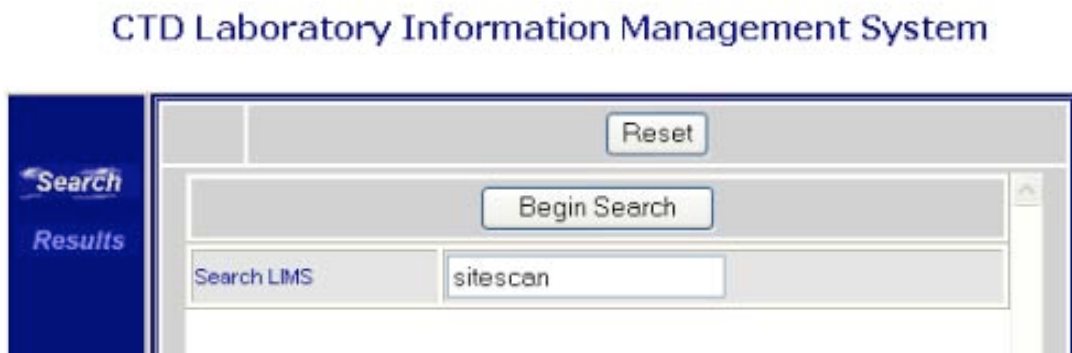 CTD Laboratory Information Management System
Reset
Search
Begin Search
Results
Search LIMS
sitescan